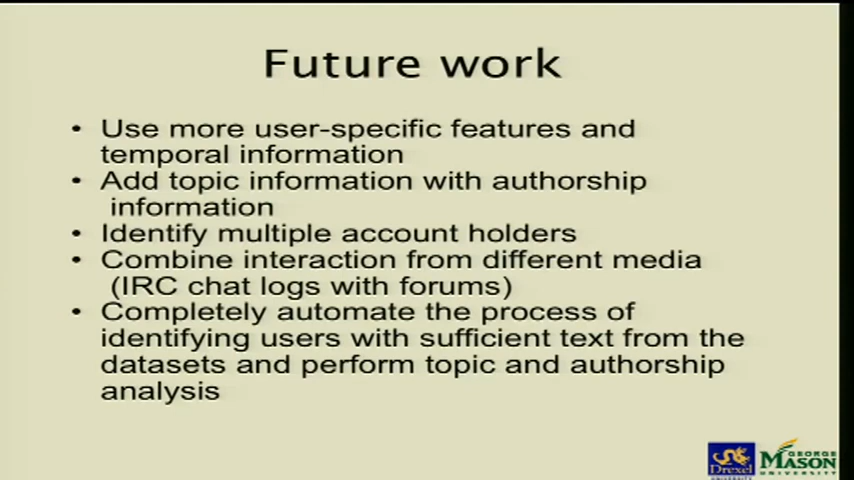 Future work
• Use more user-specific features and
temporal information
• Add topic information with authorship
information
• Identify multiple account holders
• Combine interaction from different media
(IRC chat logs with forums)
• Completely automate the process of
identifying users with sufficient text from the
datasets and perform topic and authorship
analysis
Drexel
UNIVERSITY
GEORGE
MASON
UNIVERSITY